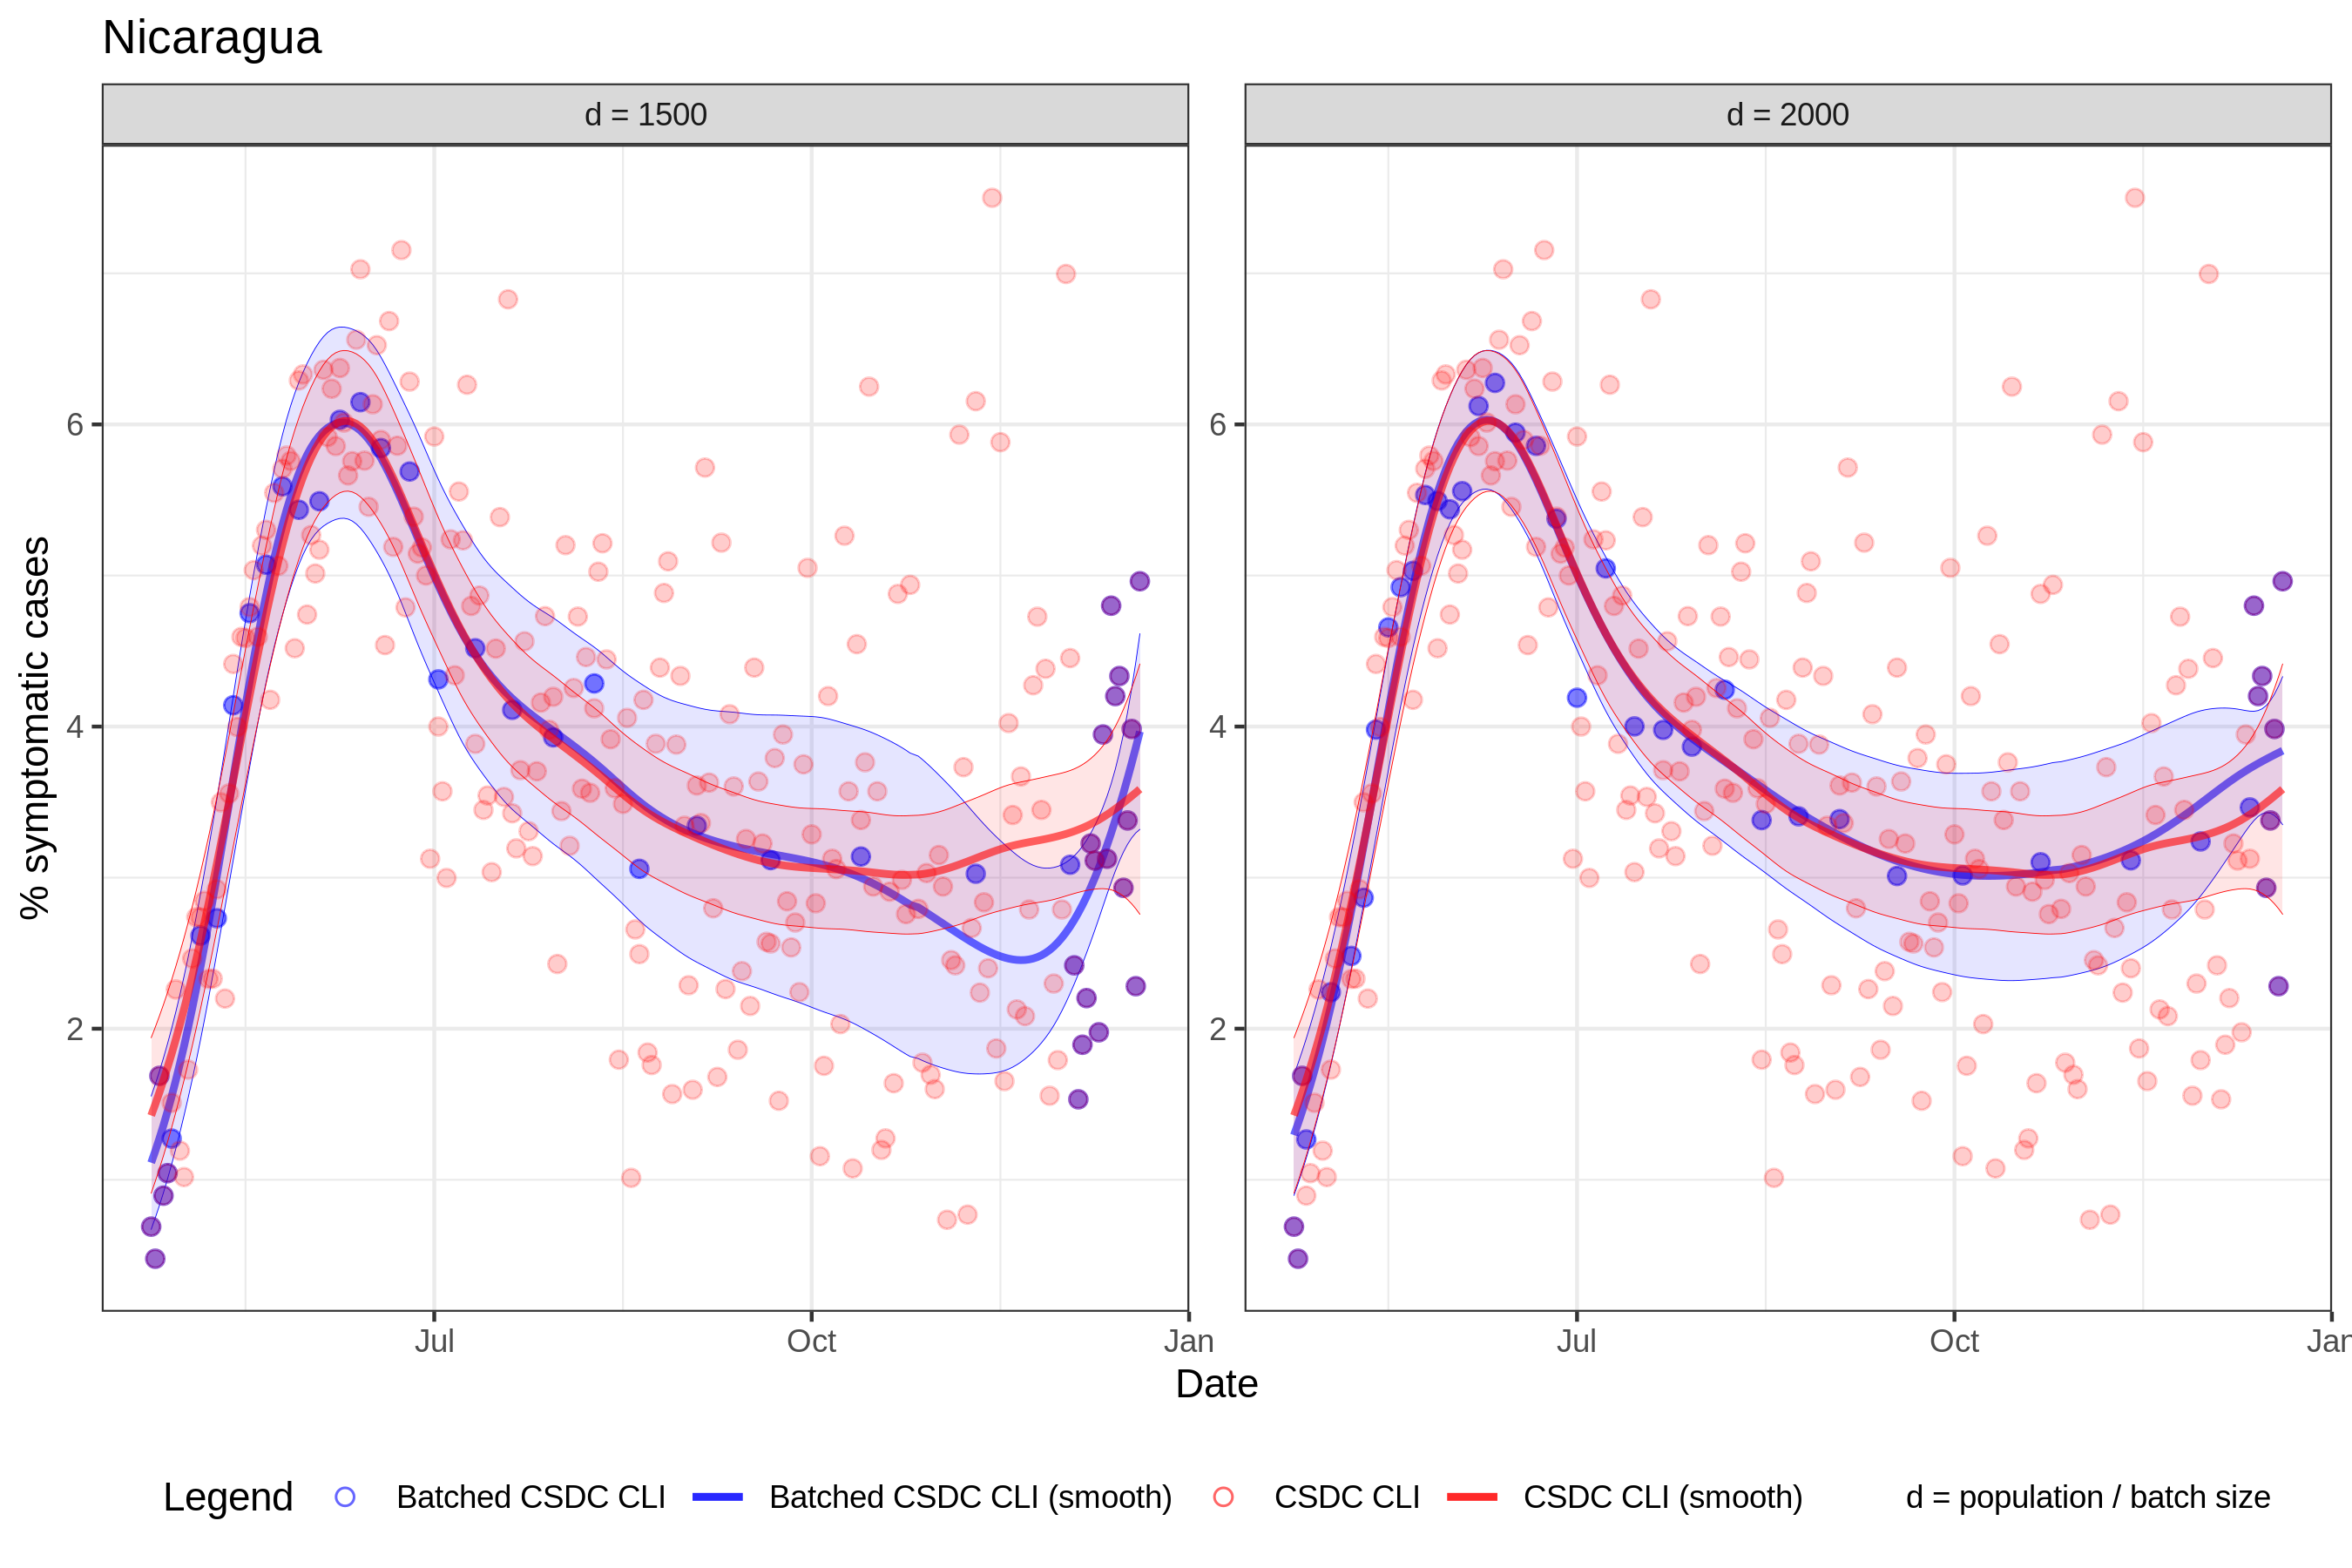 Nicaragua
d = 1500
d = 2000
% symptomatic cases
6
4
2
6
4
2
Jul
Oct
Jan
Jul
Oct
Jan
Date
Legend
Batched CSDC CLI
Batched CSDC CLI (smooth)
CSDC CLI
CSDC CLI (smooth)
d = population / batch size